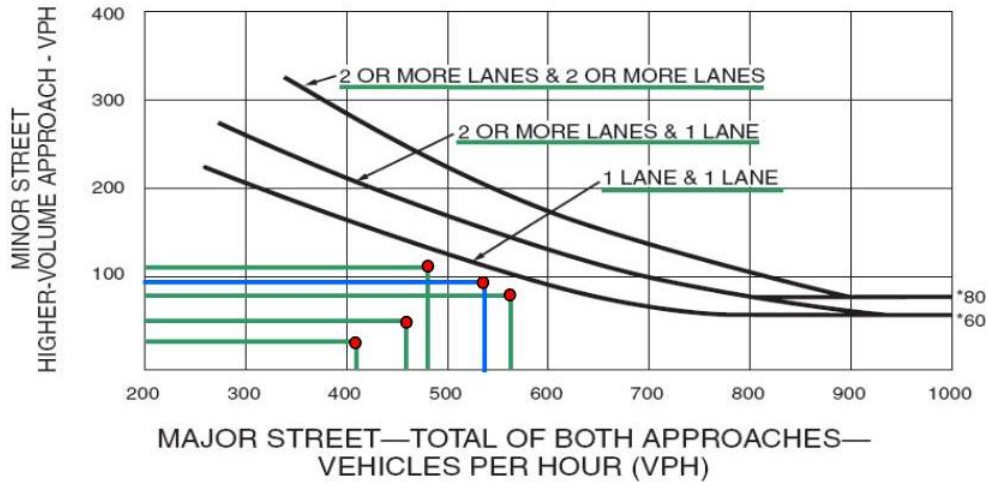 400
300
200
100
MINOR STREET
HIGHER-VOLUME APPROACH - VPH
2 OR MORE LANES & 2 OR MORE LANES
2 OR MORE LANES & 1 LANE
1 LANE & 1 LANE
*80
*60
200 300 400 500 600 700 800 900 1000
MAJOR STREET—TOTAL OF BOTH APPROACHES—
VEHICLES PER HOUR (VPH)